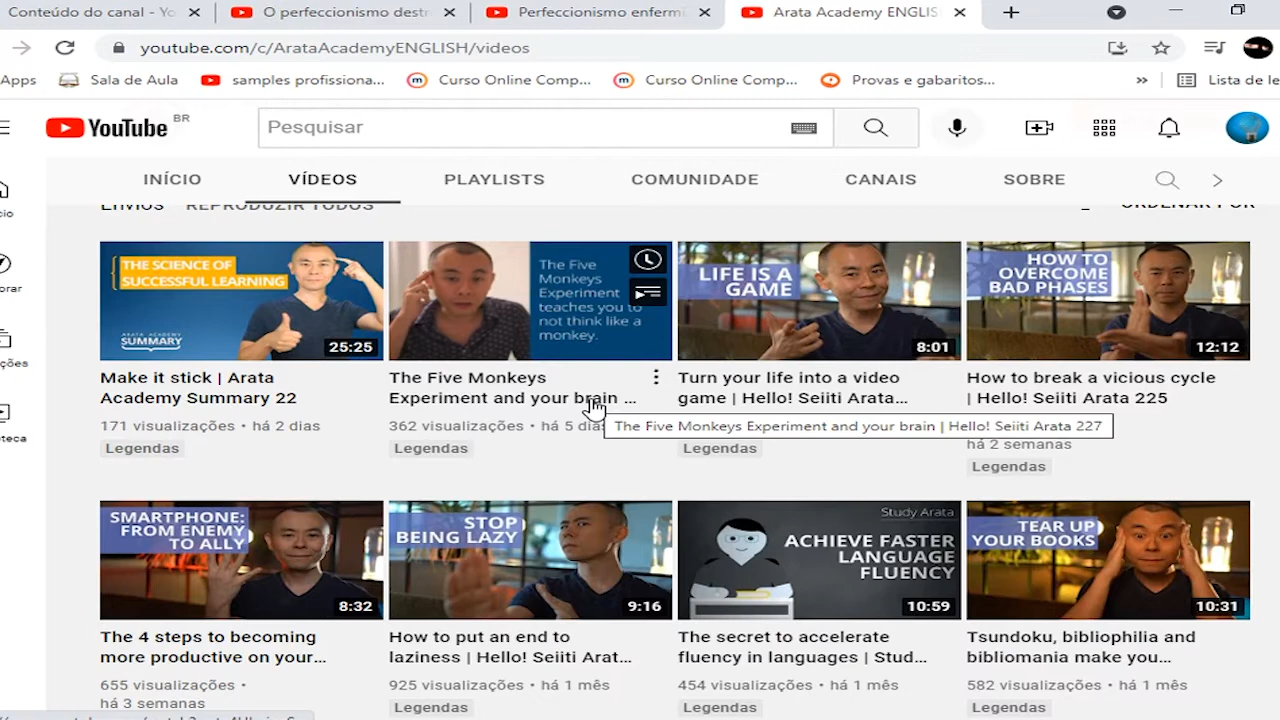 Conteúdo do canal - Yo
O perfeccionismo destr
Perfeccionismo enfermi
Arata Academy ENGLIS
youtube.com/c/ArataAcademyENGLISH/videos
Apps
Sala de Aula
samples profissiona...
Curso Online Comp...
Curso Online Comp...
Provas e gabaritos...
»
Lista de le
YouTube BR
Pesquisar
INÍCIO
VÍDEOS
PLAYLISTS
COMUNIDADE
CANAIS
SOBRE
ENVIOS
REPRODUZIR TUDOS
ORDENAR POR
THE SCIENCE OF
SUCCESSFUL LEARNING
ARATA ACADEMY
SUMMARY
25:25
The Five
Monkeys
Experiment
teaches you to
not think like a
monkey.
LIFE IS A
GAME
8:01
HOW TO
OVERCOME
BAD PHASES
12:12
Make it stick | Arata
Academy Summary 22
171 visualizações • há 2 dias
Legendas
The Five Monkeys
Experiment and your brain ...
362 visualizações • há 5 dias
Legendas
Turn your life into a video
game | Hello! Seiiti Arata...
Legendas
How to break a vicious cycle
| Hello! Seiiti Arata 225
há 2 semanas
Legendas
The Five Monkeys Experiment and your brain | Hello! Seiiti Arata 227
SMARTPHONE:
FROM ENEMY
TO ALLY
8:32
STOP
BEING LAZY
9:16
Study Arata
ACHIEVE FASTER
LANGUAGE
FLUENCY
10:59
TEAR UP
YOUR BOOKS
10:31
The 4 steps to becoming
more productive on your...
655 visualizações •
há 3 semanas
How to put an end to
laziness | Hello! Seiiti Arat...
925 visualizações • há 1 mês
Legendas
The secret to accelerate
fluency in languages | Stud...
454 visualizações • há 1 mês
Legendas
Tsundoku, bibliophilia and
bibliomania make you...
582 visualizações • há 1 mês
Legendas